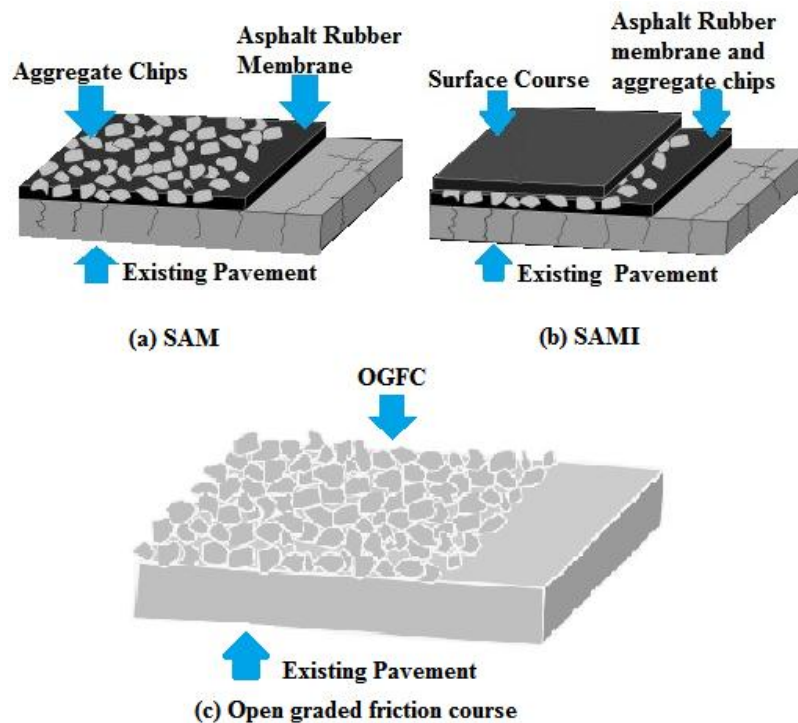 Aggregate Chips
Asphalt Rubber
Membrane
Existing Pavement
(a) SAM
Surface Course
Asphalt Rubber
membrane and
aggregate chips
Existing Pavement
(b) SAMI
OGFC
Existing Pavement
(c) Open graded friction course